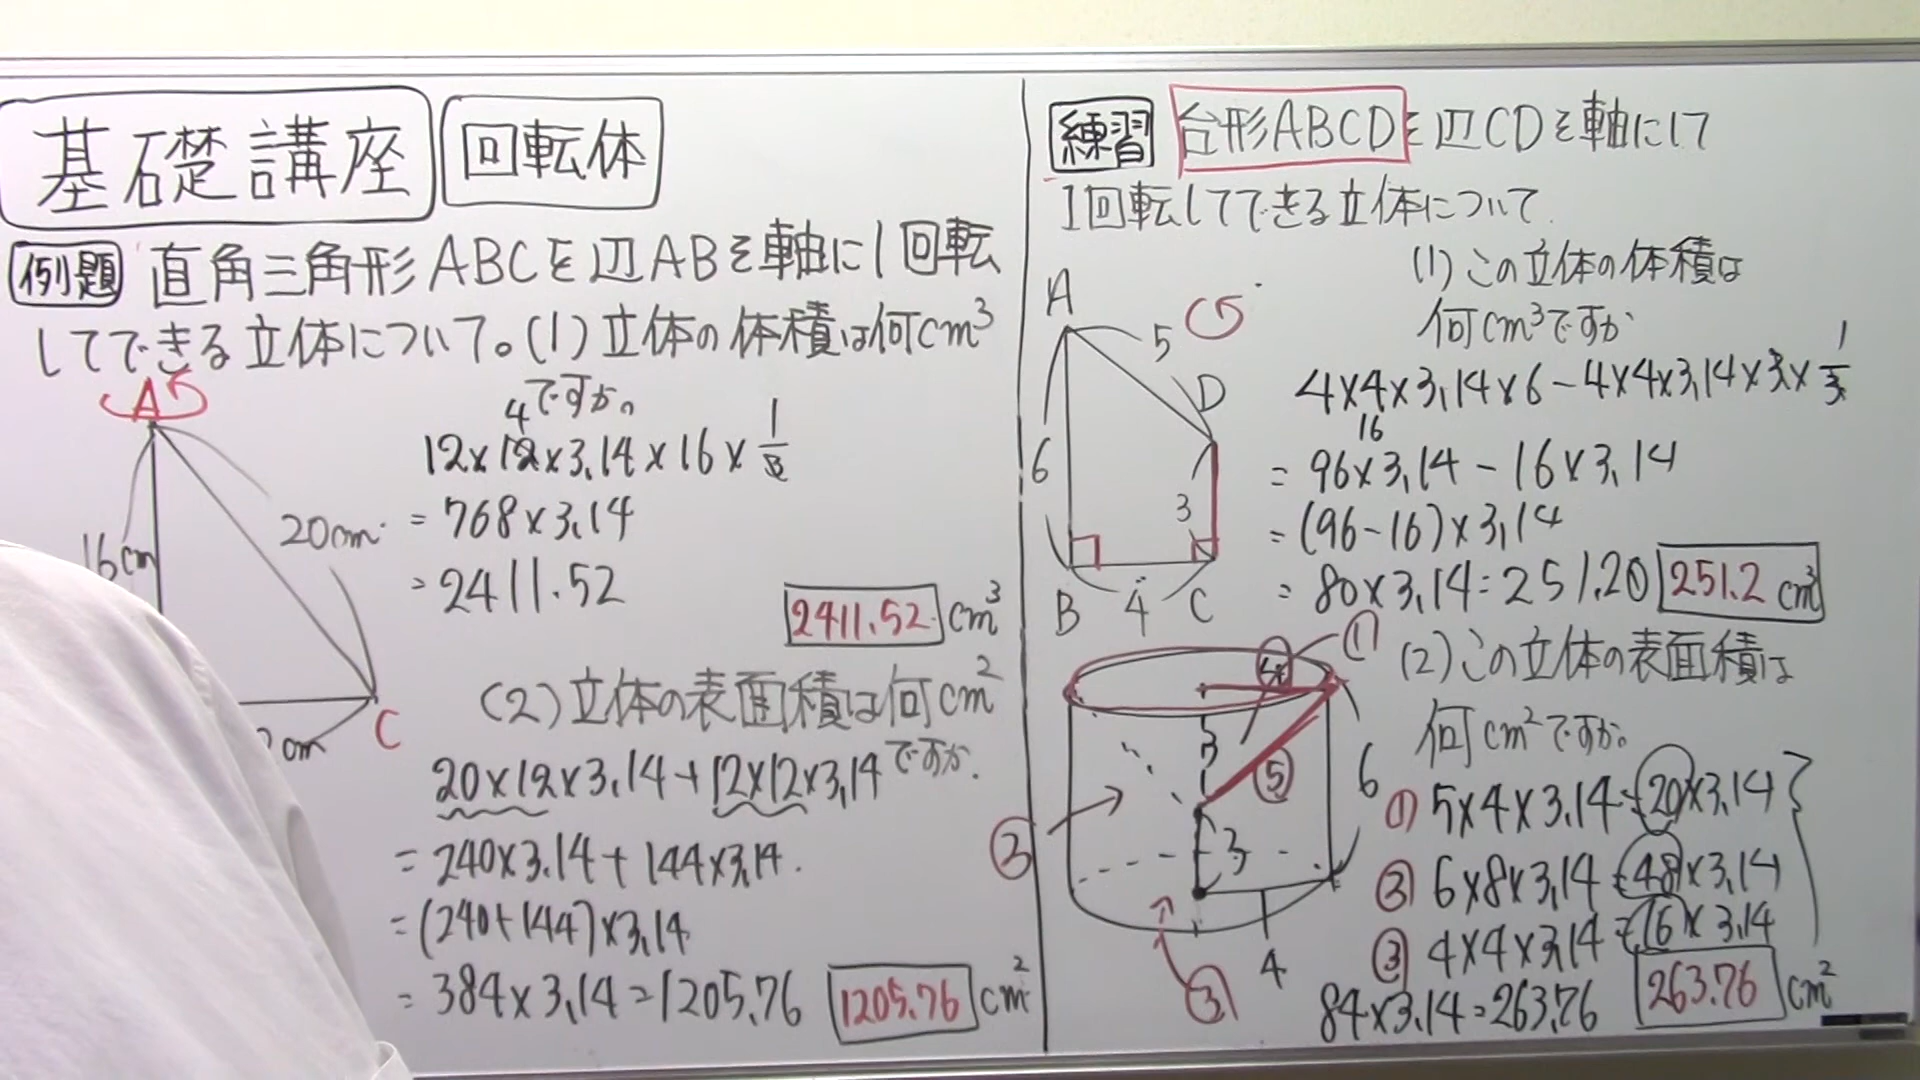 基礎講座 回転体
例題 直角三角形ABCを辺ABを軸に1回転
してできる立体について。(1)立体の体積は何cm³
ですか。
A
16cm
20cm
C
4
12×12×3.14×16×1/3
=768×3.14
=2411.52
2411.52 cm³
(2)立体の表面積は何cm²
ですか.
20×12×3.14+12×12×3.14
=240×3.14+144×3.14.
=(240+144)×3.14
=384×3.14=1205.76 1205.76 cm²
練習 台形ABCDを辺CDを軸にして
1回転してできる立体について.
(1)この立体の体積は
何cm³ですか
A
5
D
6
3
B 4 C
1
4×4×3.14×6-4×4×3.14×3×1/3
16
=96×3.14-16×3.14
=(96-16)×3.14
=80×3.14=251.20 251.2 cm³
(2)この立体の表面積は
何cm²ですか。
①
4
3
⑤
6
②
3
4
③
①5×4×3.14=20×3.14
②6×8×3.14=48×3.14
③4×4×3.14=16×3.14
84×3.14=263.76 263.76 cm²